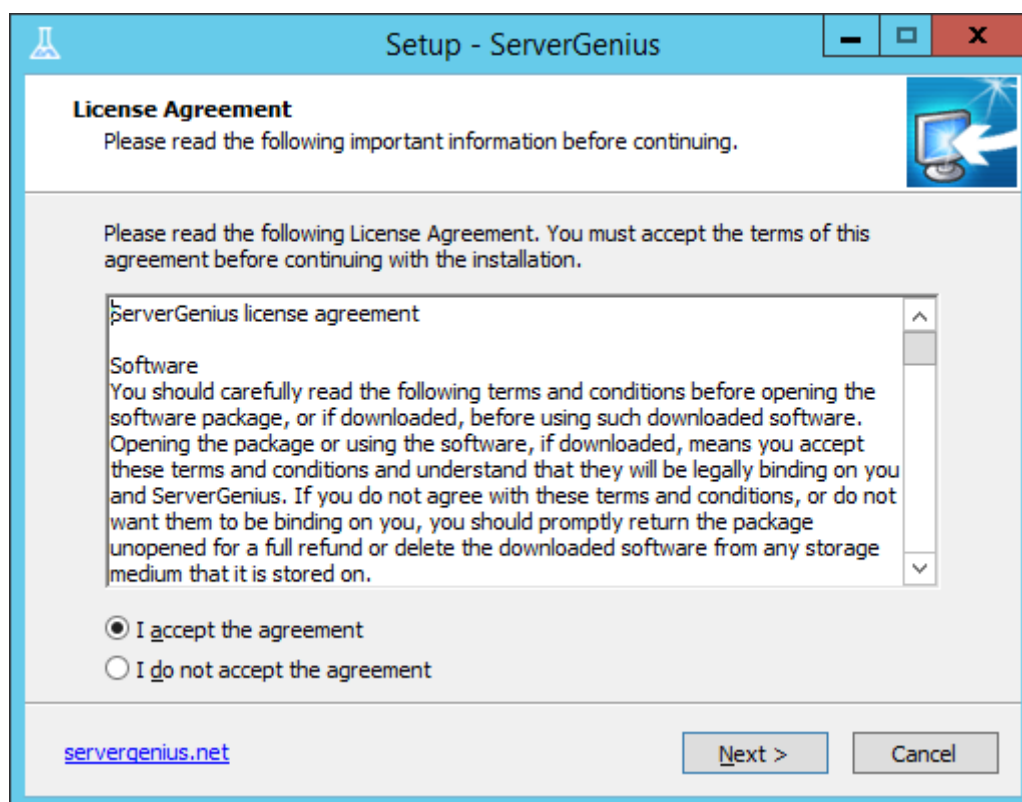 Setup - ServerGenius
License Agreement
Please read the following important information before continuing.
Please read the following License Agreement. You must accept the terms of this
agreement before continuing with the installation.
ServerGenius license agreement
Software
You should carefully read the following terms and conditions before opening the
software package, or if downloaded, before using such downloaded software.
Opening the package or using the software, if downloaded, means you accept
these terms and conditions and understand that they will be legally binding on you
and ServerGenius. If you do not agree with these terms and conditions, or do not
want them to be binding on you, you should promptly return the package
unopened for a full refund or delete the downloaded software from any storage
medium that it is stored on.
I accept the agreement
I do not accept the agreement
servergenius.net
Next >
Cancel